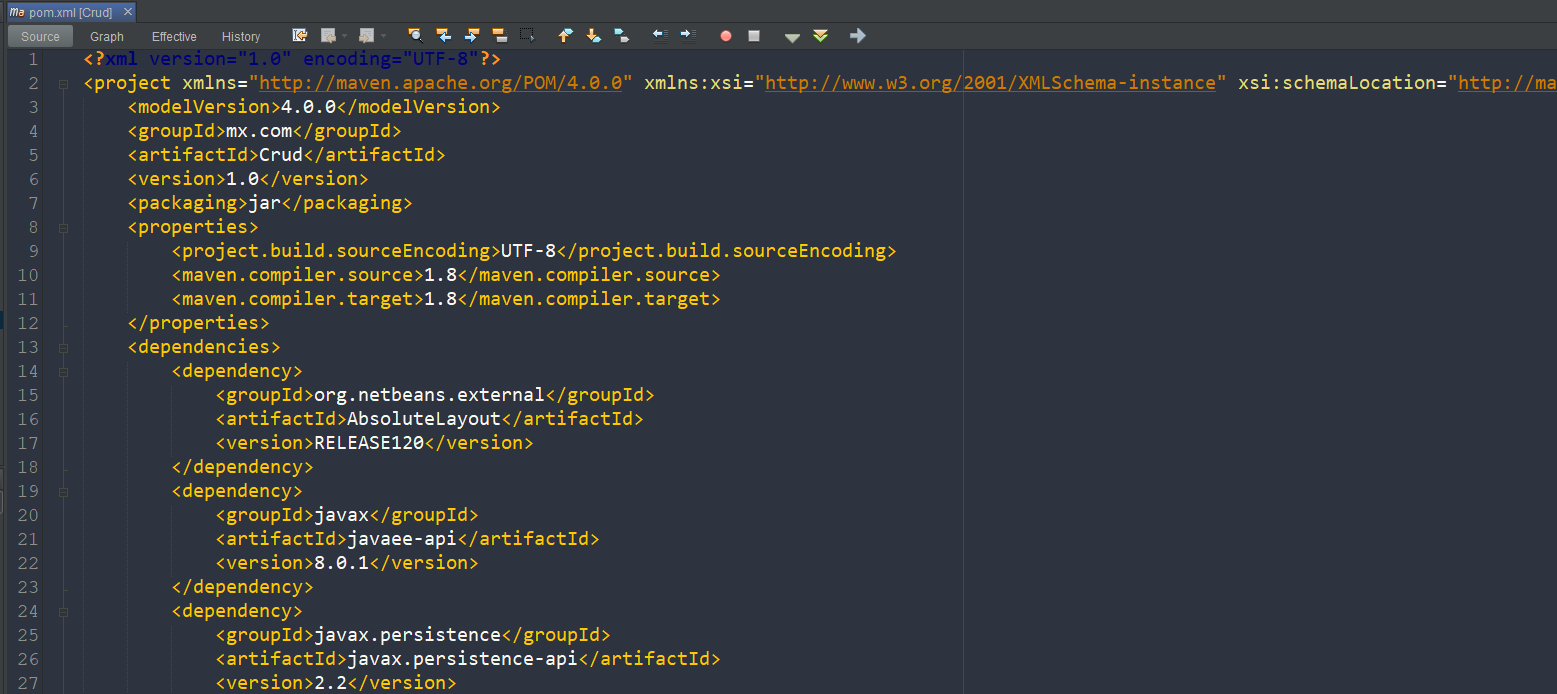 pom.xml [Crud]
Source Graph Effective History
1 <?xml version="1.0" encoding="UTF-8"?>
2 <project xmlns="http://maven.apache.org/POM/4.0.0" xmlns:xsi="http://www.w3.org/2001/XMLSchema-instance" xsi:schemaLocation="http://ma
3 <modelVersion>4.0.0</modelVersion>
4 <groupId>mx.com</groupId>
5 <artifactId>Crud</artifactId>
6 <version>1.0</version>
7 <packaging>jar</packaging>
8 <properties>
9 <project.build.sourceEncoding>UTF-8</project.build.sourceEncoding>
10 <maven.compiler.source>1.8</maven.compiler.source>
11 <maven.compiler.target>1.8</maven.compiler.target>
12 </properties>
13 <dependencies>
14 <dependency>
15 <groupId>org.netbeans.external</groupId>
16 <artifactId>AbsoluteLayout</artifactId>
17 <version>RELEASE120</version>
18 </dependency>
19 <dependency>
20 <groupId>javax</groupId>
21 <artifactId>javaee-api</artifactId>
22 <version>8.0.1</version>
23 </dependency>
24 <dependency>
25 <groupId>javax.persistence</groupId>
26 <artifactId>javax.persistence-api</artifactId>
27 <version>2.2</version>